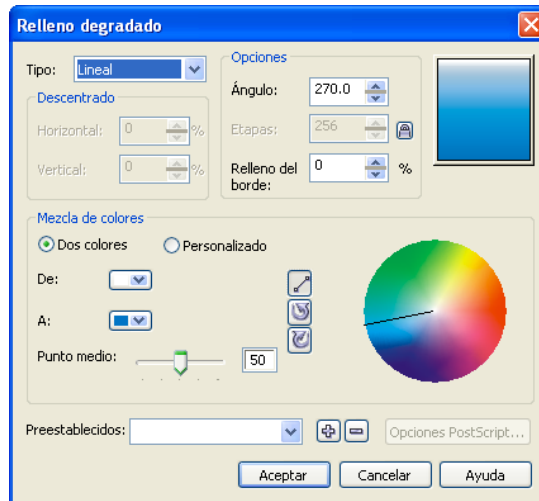 Relleno degradado
Tipo: Lineal
Descentrado
Horizontal: 0 %
Vertical: 0 %
Opciones
Ángulo: 270.0
Etapas: 256
Relleno del borde: 0 %
Mezcla de colores
Dos colores Personalizado
De:
A:
Punto medio: 50
Preestablecidos: Opciones PostScript...
Aceptar Cancelar Ayuda